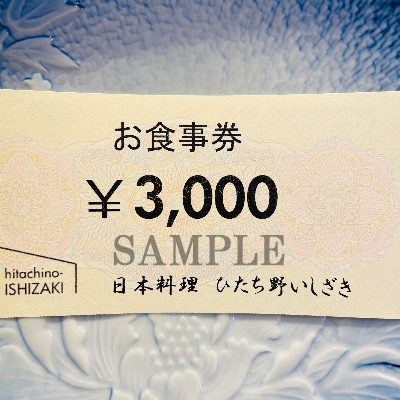 お食事券
¥3,000
SAMPLE
hitachino-
ISHIZAKI
日本料理 ひたち野いしざき